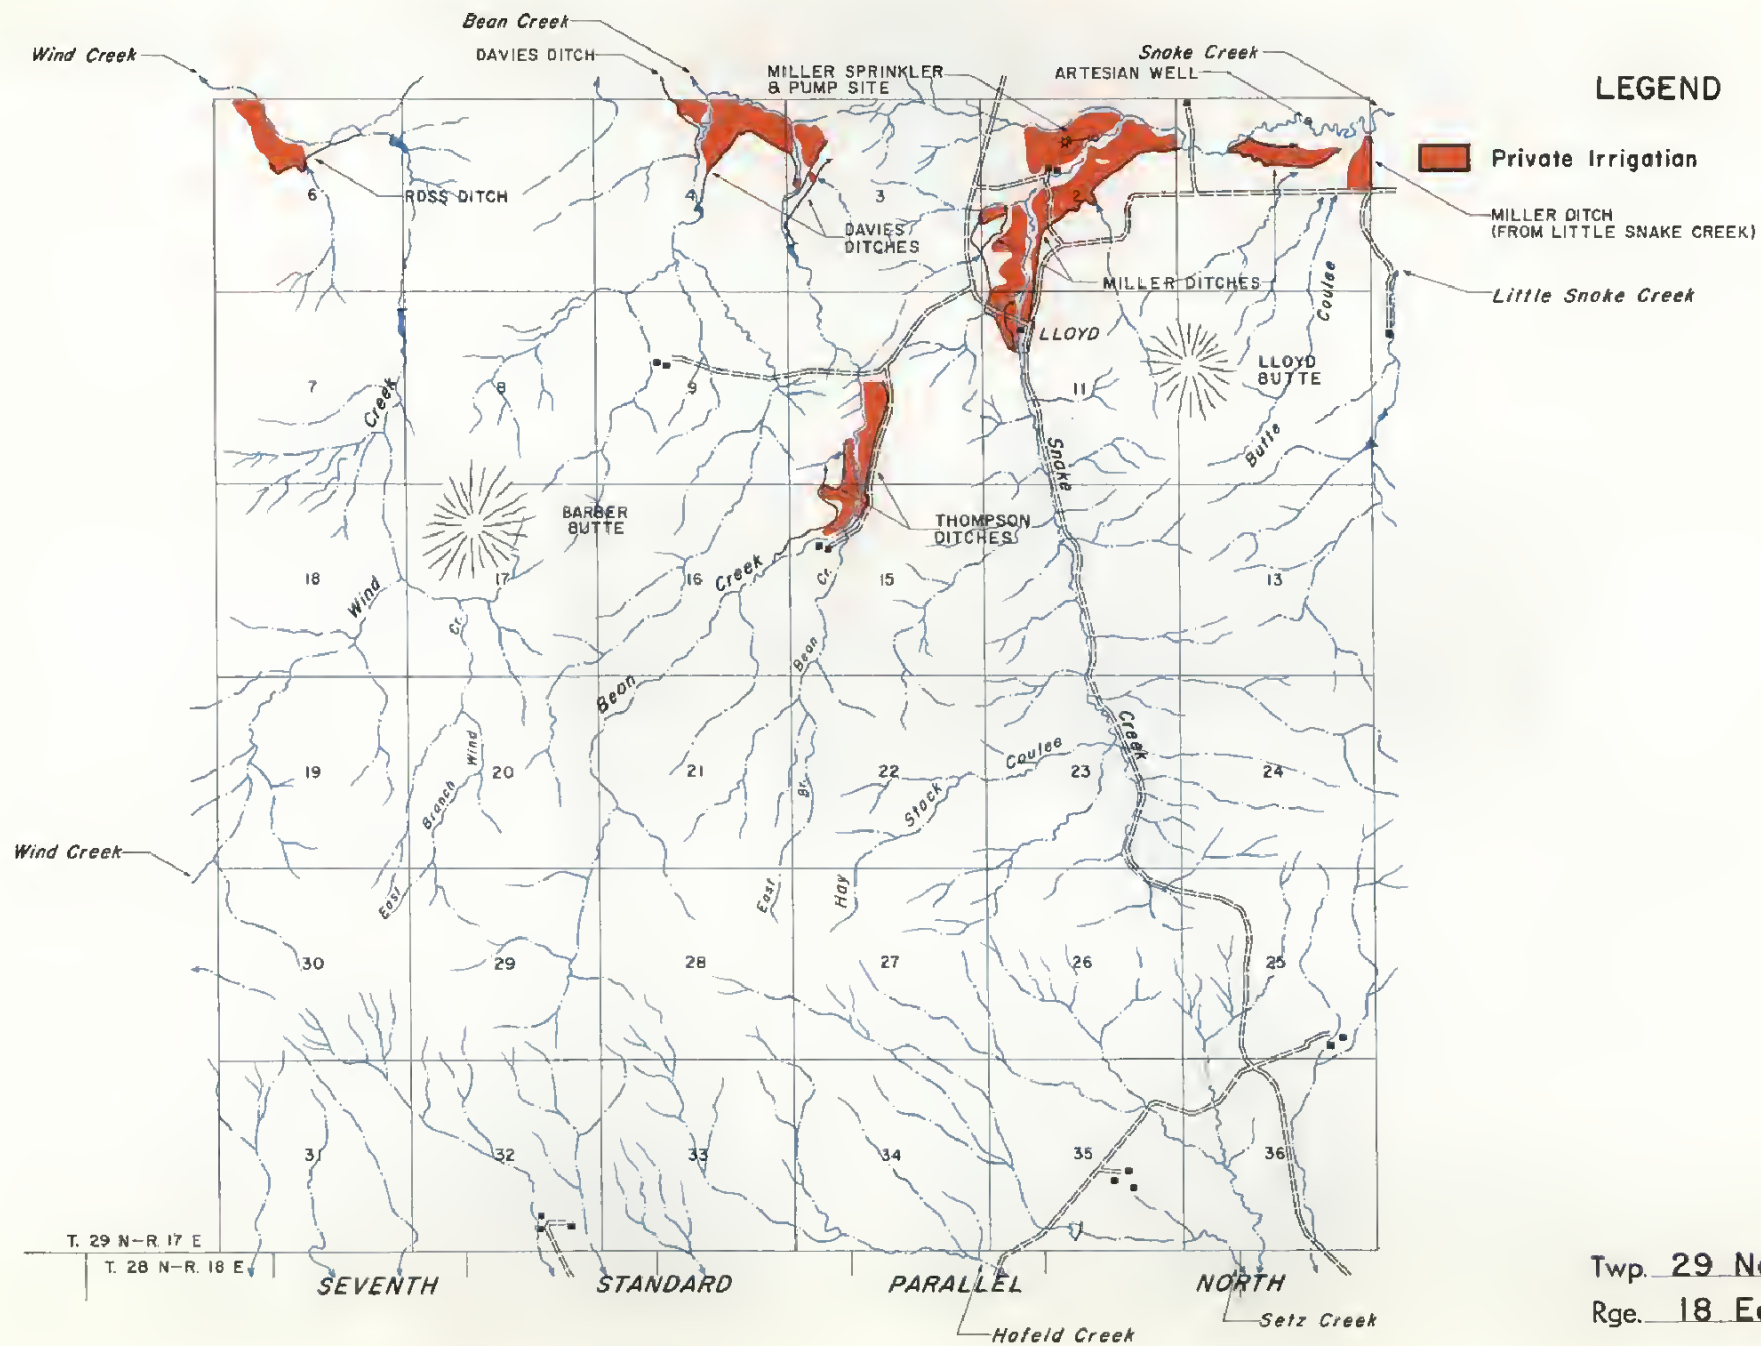 Bean Creek
Wind Creek
DAVIES DITCH
MILLER SPRINKLER
& PUMP SITE
Snake Creek
ARTESIAN WELL
LEGEND
Private Irrigation
6
ROSS DITCH
4
3
2
DAVIES
DITCHES
MILLER DITCH
(FROM LITTLE SNAKE CREEK)
MILLER DITCHES
Coulee
Little Snake Creek
LLOYD
LLOYD
BUTTE
7
8
9
11
Creek
Butte
Snake
BARBER
BUTTE
THOMPSON
DITCHES
18
17
16
Creek
Cr.
15
13
Wind
Cr.
Bean
Bean
Creek
19
20
Wind
Branch
21
22
Br.
Stock
Coulee
23
24
Wind Creek
East
East
Hay
30
29
28
27
26
25
31
32
33
34
35
36
T. 29 N-R. 17 E
T. 28 N-R. 18 E.
SEVENTH STANDARD PARALLEL NORTH
Hofeld Creek
Setz Creek
Twp. 29 No
Rge. 18 Ea